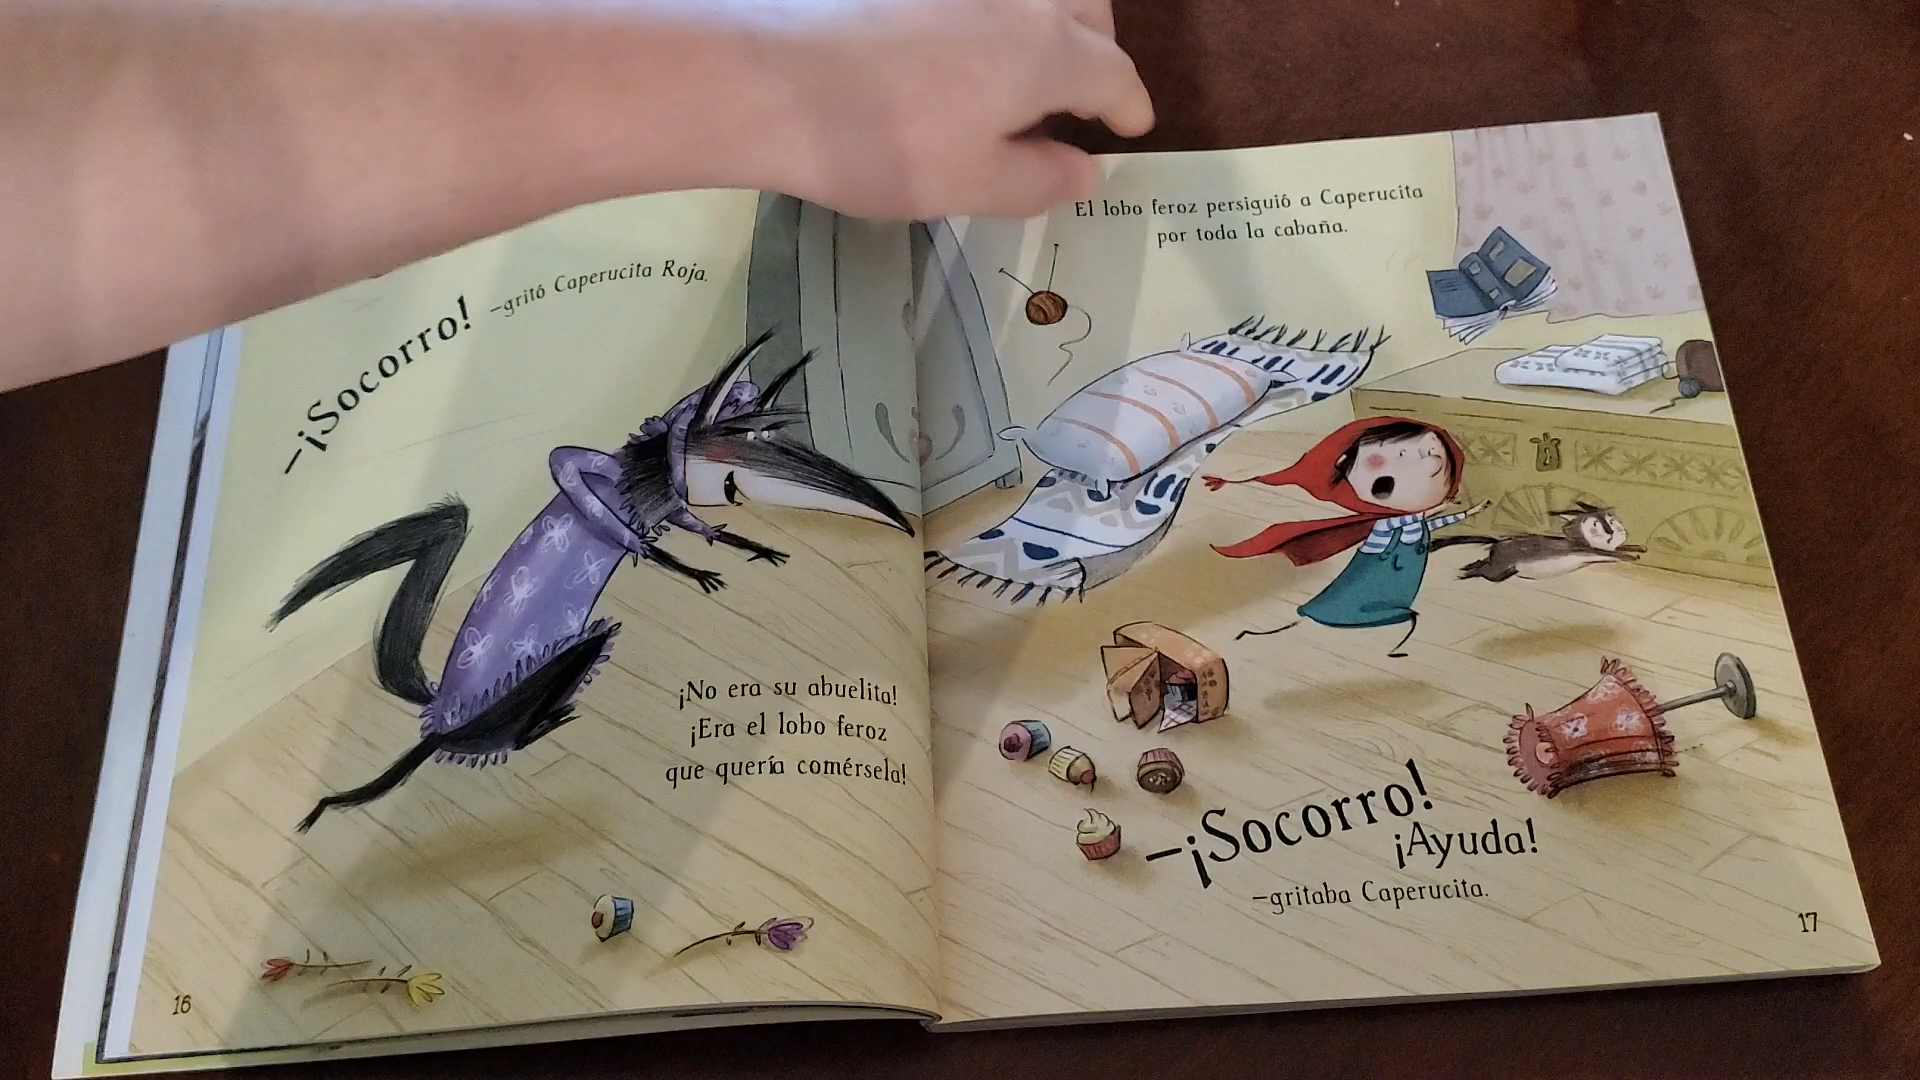 –¡Socorro! –gritó Caperucita Roja.
¡No era su abuelita!
¡Era el lobo feroz
que quería comérsela!
16
El lobo feroz persiguió a Caperucita
por toda la cabaña.
–¡Socorro!
¡Ayuda!
–gritaba Caperucita.
17